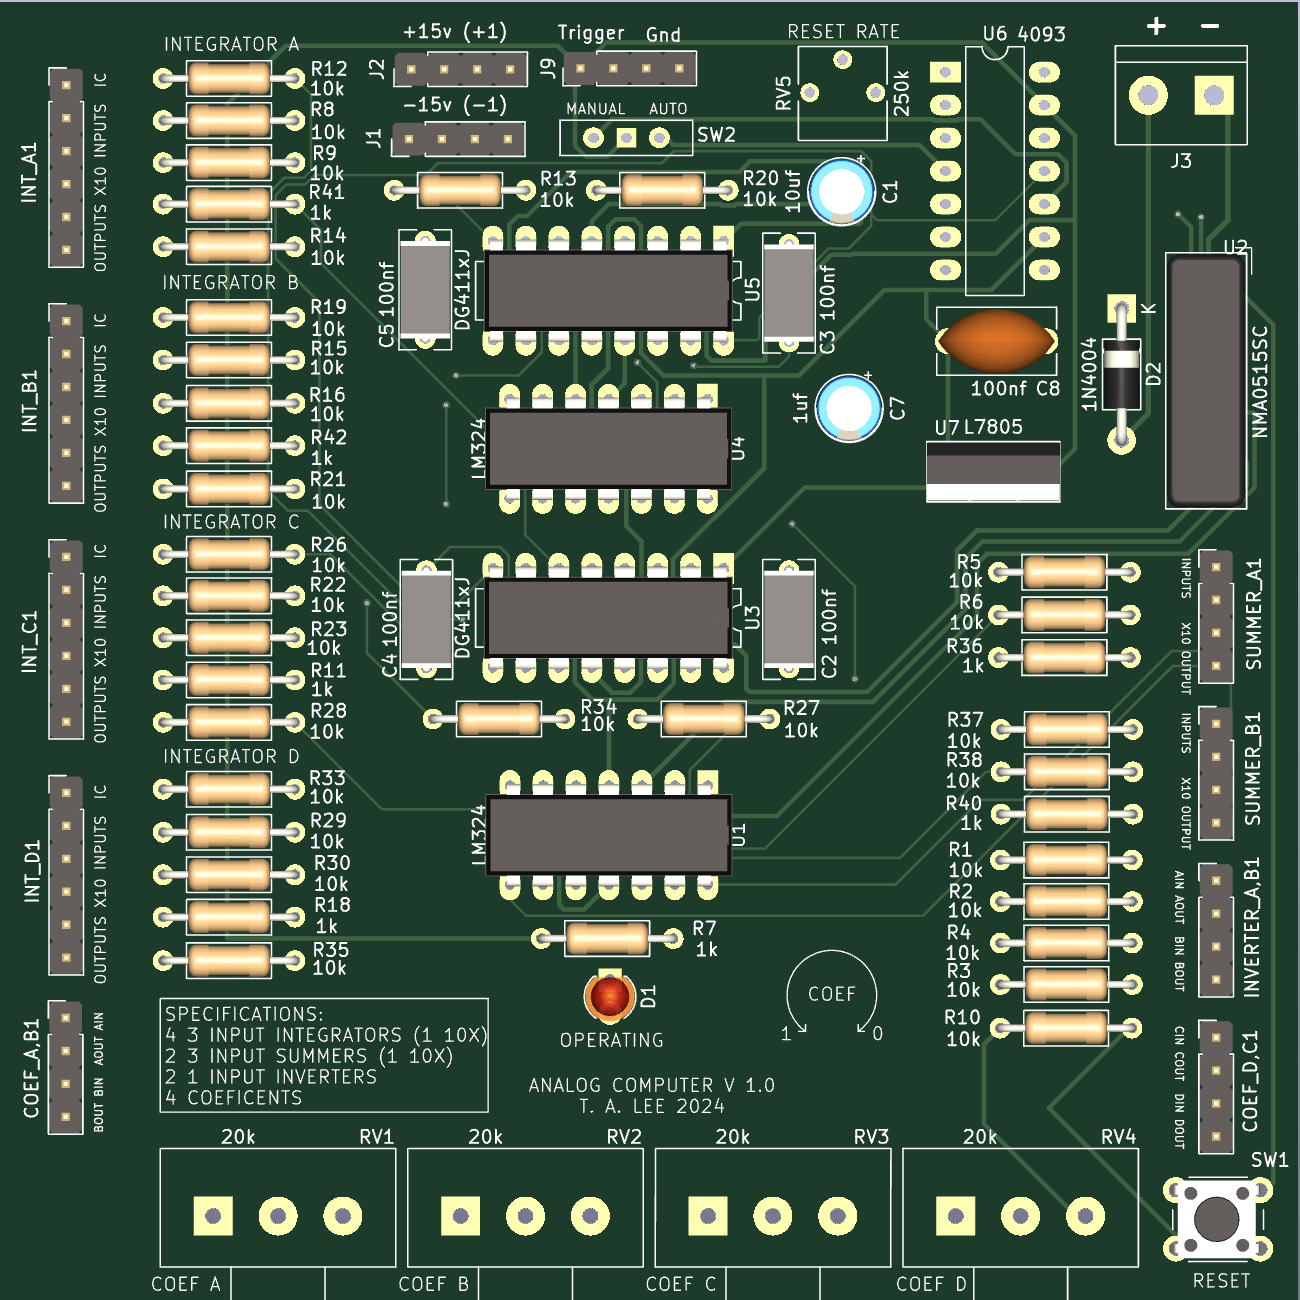 INTEGRATOR A
INT_A1
IC
INPUTS
X10
OUTPUTS
R12
10k
R8
10k
R9
10k
R41
1k
R14
10k
INTEGRATOR B
INT_B1
IC
INPUTS
X10
OUTPUTS
R19
10k
R15
10k
R16
10k
R42
1k
R21
10k
INTEGRATOR C
INT_C1
IC
INPUTS
X10
OUTPUTS
R26
10k
R22
10k
R23
10k
R11
1k
R28
10k
INTEGRATOR D
INT_D1
IC
INPUTS
X10
OUTPUTS
R33
10k
R29
10k
R30
10k
R18
1k
R35
10k
COEF_A,B1
AOUT AIN
BOUT BIN
+15v (+1)
J2
-15v (-1)
J1
Trigger Gnd
J9
MANUAL AUTO
SW2
R13
10k
R20
10k
RESET RATE
RV5
250k
10uf
+
C1
U6 4093
+ -
J3
C5 100nf
DG411xJ
U5
C3 100nf
LM324
U4
1uf
+
C7
100nf C8
U7 L7805
1N4004
K
D2
U2
NMA0515SC
C4 100nf
DG411xJ
U3
C2 100nf
R34
10k
R27
10k
LM324
U1
R7
1k
D1
OPERATING
COEF
1 0
R5
10k
R6
10k
R36
1k
R37
10k
R38
10k
R40
1k
R1
10k
R2
10k
R4
10k
R3
10k
R10
10k
INPUTS
X10 OUTPUT
SUMMER_A1
INPUTS
X10 OUTPUT
SUMMER_B1
AIN AOUT
BIN BOUT
INVERTER_A,B1
CIN COUT
DIN DOUT
COEF_D,C1
SPECIFICATIONS:
4 3 INPUT INTEGRATORS (1 10X)
2 3 INPUT SUMMERS (1 10X)
2 1 INPUT INVERTERS
4 COEFICENTS
ANALOG COMPUTER V 1.0
T. A. LEE 2024
20k RV1
20k RV2
20k RV3
20k RV4
SW1
COEF A
COEF B
COEF C
COEF D
RESET